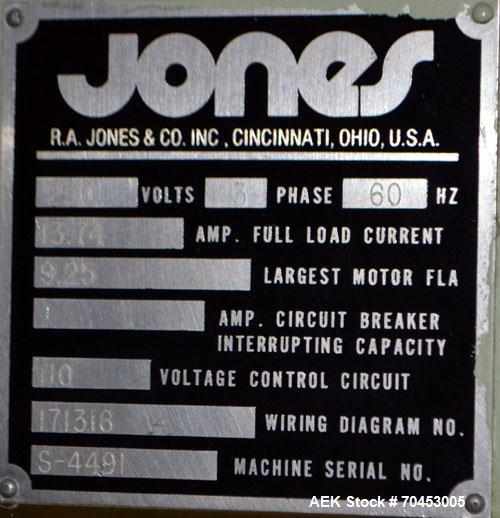 Jones
R.A. JONES & CO. INC., CINCINNATI, OHIO, U.S.A.
VOLTS 3 PHASE 60 HZ
13.74 AMP. FULL LOAD CURRENT
9.25 LARGEST MOTOR FLA
AMP. CIRCUIT BREAKER
INTERRUPTING CAPACITY
110 VOLTAGE CONTROL CIRCUIT
171316 WIRING DIAGRAM NO.
S-4491 MACHINE SERIAL NO.
AEK Stock # 70453005